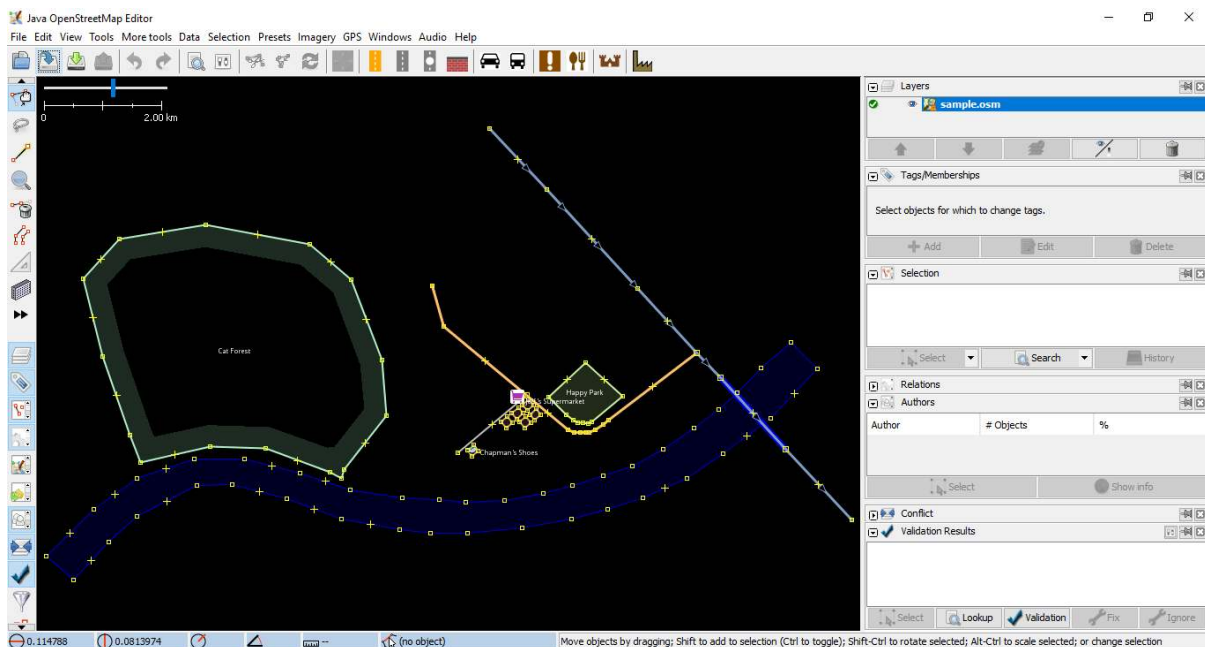 Java OpenStreetMap Editor
File Edit View Tools More tools Data Selection Presets Imagery GPS Windows Audio Help
0 2.00 km
Layers
sample.osm
Tags/Memberships
Select objects for which to change tags.
Add Edit Delete
Selection
Select Search History
Relations
Authors
Author # Objects %
Select Show info
Conflict
Validation Results
Select Lookup Validation Fix Ignore
Cat Forest
Happy Park
Supermarket
Chapman's Shoes
0.114788 0.0813974 -- (no object) Move objects by dragging; Shift to add to selection (Ctrl to toggle); Shift-Ctrl to rotate selected; Alt-Ctrl to scale selected; or change selection